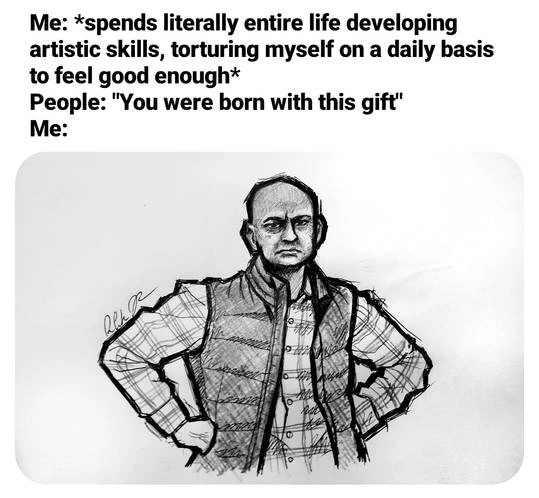 Me: *spends literally entire life developing
artistic skills, torturing myself on a daily basis
to feel good enough*
People: "You were born with this gift"
Me: